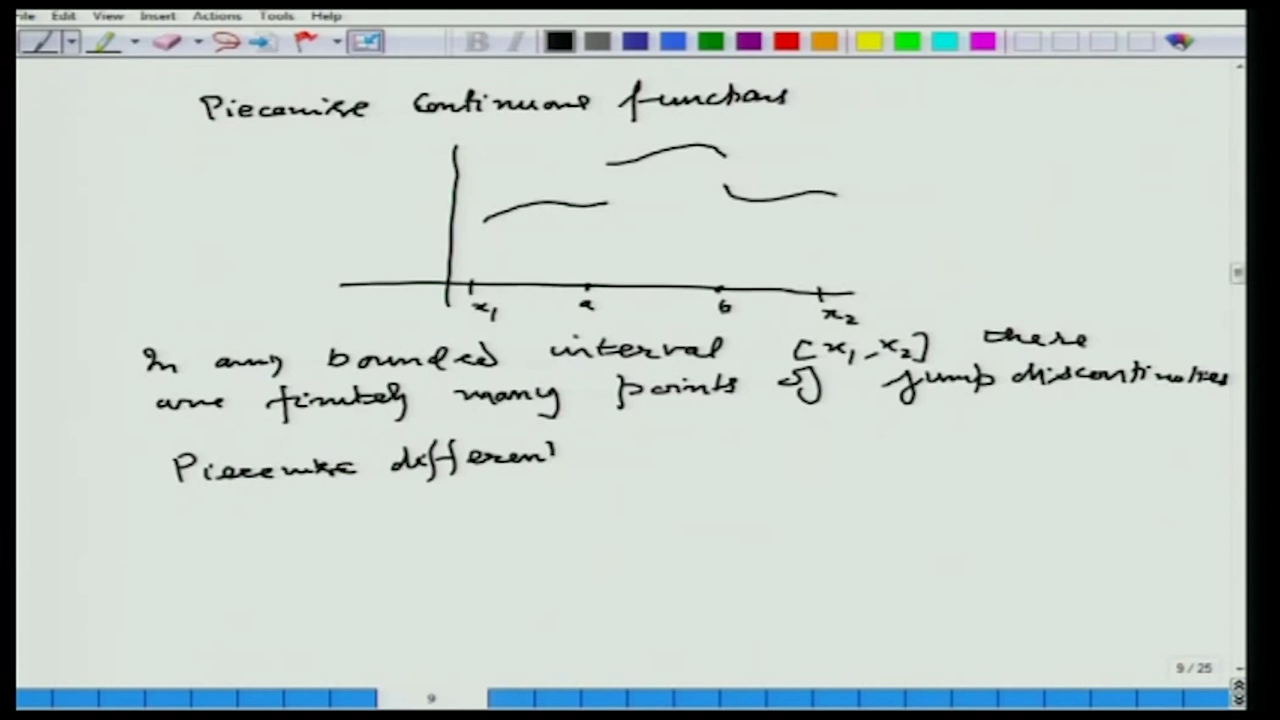 File Edit View Insert Actions Tools Help
B I
Piecewise continuous functions
x1 a b x2
In any bounded interval [x1, x2] there
are finitely many points of jump discontinuities
Piecewise different
9 / 25
9